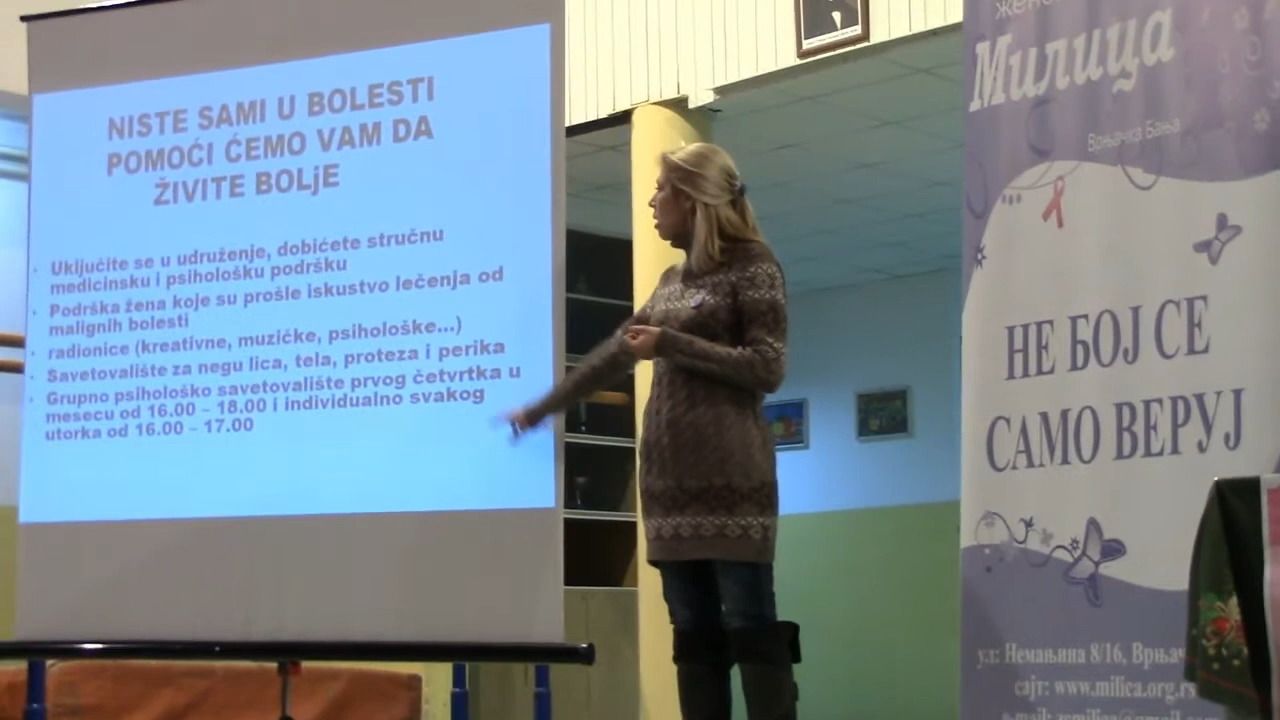 NISTE SAMI U BOLESTI
POMOĆI ĆEMO VAM DA
ŽIVITE BOLjE
Uključite se u udruženje, dobićete stručnu
medicinsku i psihološku podršku
Podrška žena koje su prošle iskustvo lečenja od
malignih bolesti
radionice (kreativne, muzičke, psihološke...)
Savetovalište za negu lica, tela, proteza i perika
Grupno psihološko savetovalište prvog četvrtka u
mesecu od 16.00 – 18.00 i individualno svakog
utorka od 16.00 – 17.00
Милица
Врњачка Бања
НЕ БОЈ СЕ
САМО ВЕРУЈ
ул: Немањина 8/16, Врњач
сајт: www.milica.org.rs